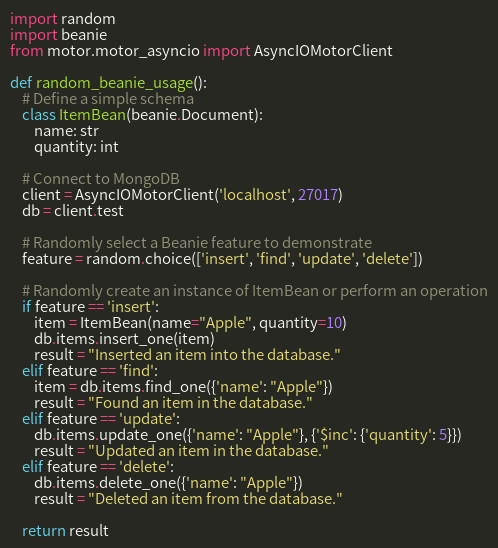 import random
import beanie
from motor.motor_asyncio import AsyncIOMotorClient

def random_beanie_usage():
    # Define a simple schema
    class ItemBean(beanie.Document):
        name: str
        quantity: int

    # Connect to MongoDB
    client = AsyncIOMotorClient('localhost', 27017)
    db = client.test

    # Randomly select a Beanie feature to demonstrate
    feature = random.choice(['insert', 'find', 'update', 'delete'])

    # Randomly create an instance of ItemBean or perform an operation
    if feature == 'insert':
        item = ItemBean(name="Apple", quantity=10)
        db.items.insert_one(item)
        result = "Inserted an item into the database."
    elif feature == 'find':
        item = db.items.find_one({'name': "Apple"})
        result = "Found an item in the database."
    elif feature == 'update':
        db.items.update_one({'name': "Apple"}, {'$inc': {'quantity': 5}})
        result = "Updated an item in the database."
    elif feature == 'delete':
        db.items.delete_one({'name': "Apple"})
        result = "Deleted an item from the database."

    return result